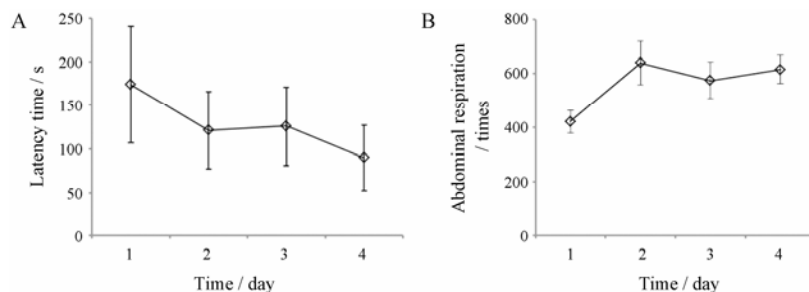 A
Latency time / s
250
200
150
100
50
0
1 2 3 4
Time / day
B
Abdominal respiration
/ times
800
600
400
200
0
1 2 3 4
Time / day